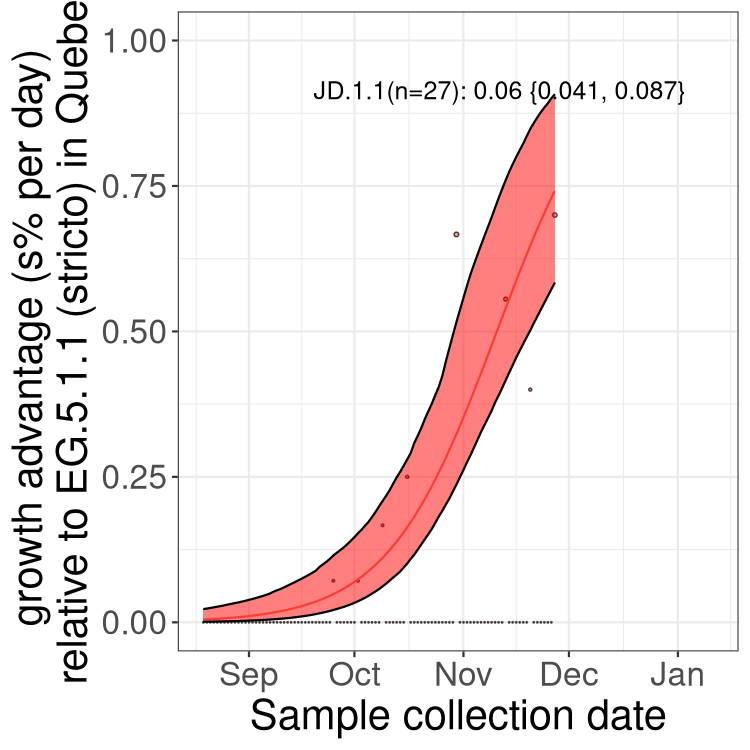 growth advantage (s% per day)
relative to EG.5.1.1 (stricto) in Quebe
1.00
0.75
0.50
0.25
0.00
JD.1.1(n=27): 0.06 {0.041, 0.087}
Sep Oct Nov Dec Jan
Sample collection date